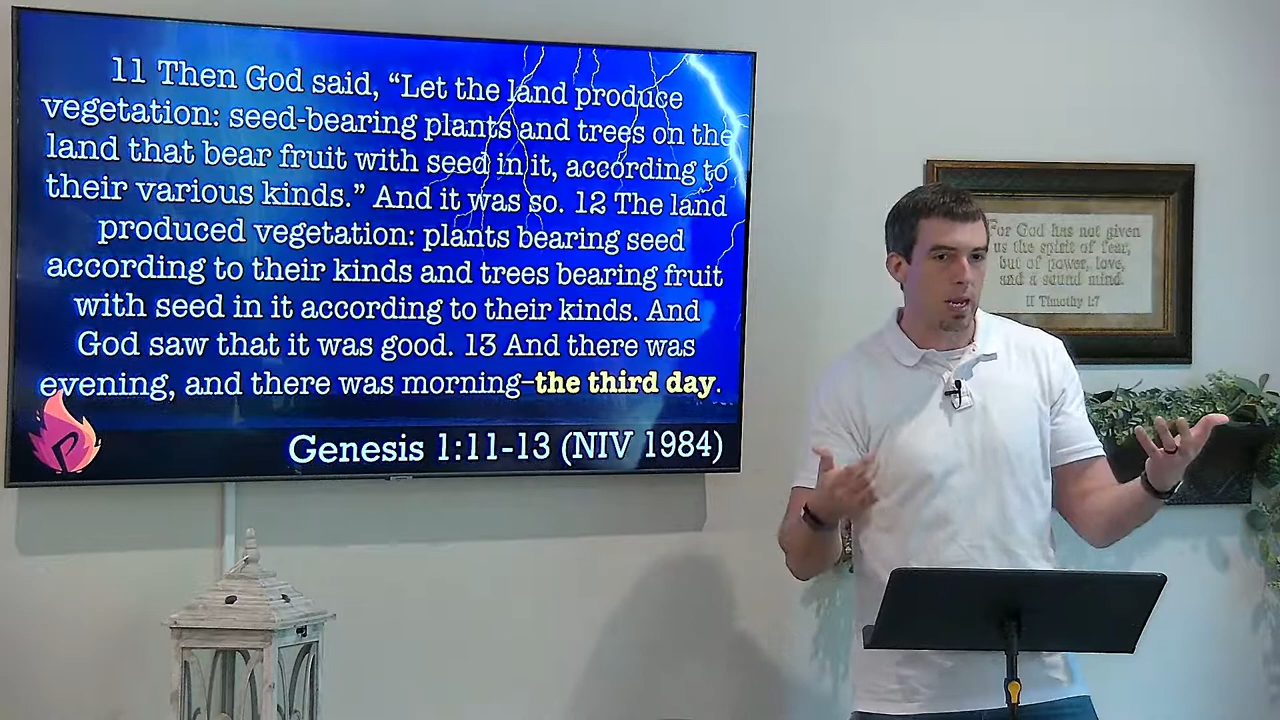 11 Then God said, “Let the land produce
vegetation: seed-bearing plants and trees on the
land that bear fruit with seed in it, according to
their various kinds.” And it was so. 12 The land
produced vegetation: plants bearing seed
according to their kinds and trees bearing fruit
with seed in it according to their kinds. And
God saw that it was good. 13 And there was
evening, and there was morning–the third day.
Genesis 1:11-13 (NIV 1984)
For God has not given
us the spirit of fear,
but of power, love,
and a sound mind.
II Timothy 1:7